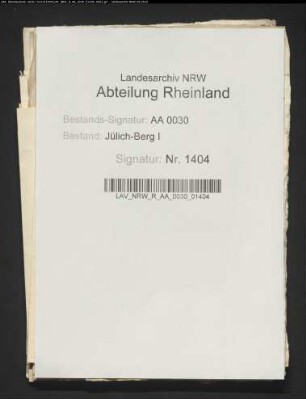 Landesarchiv NRW
Abteilung Rheinland
Bestands-Signatur: AA 0030
Bestand: Jülich-Berg I
Signatur: Nr. 1404
LAV_NRW_R_AA_0030_01404